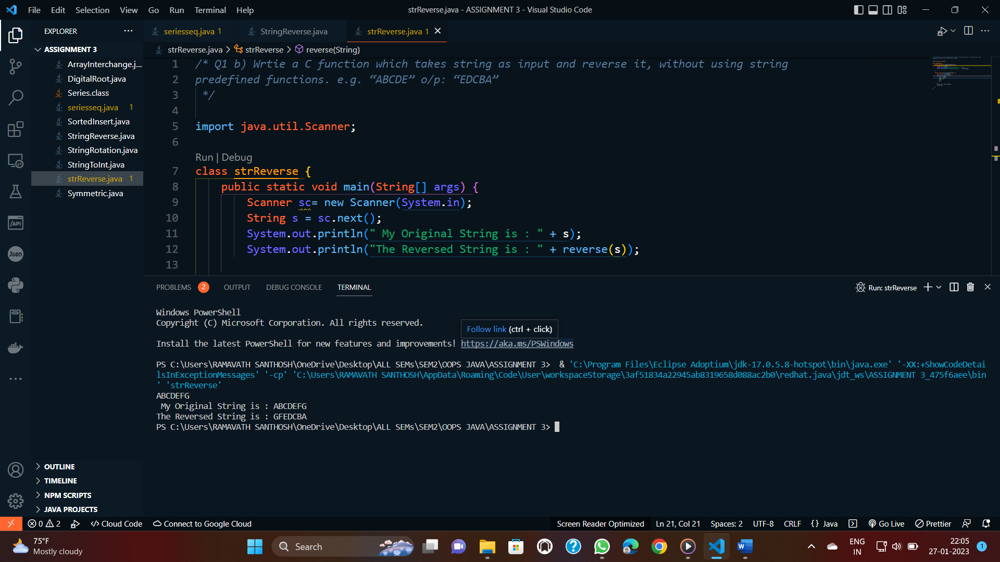 File Edit Selection View Go Run Terminal Help
strReverse.java - ASSIGNMENT 3 - Visual Studio Code
EXPLORER
ASSIGNMENT 3
ArrayInterchange.j...
DigitalRoot.java
Series.class
seriesseq.java 1
SortedInsert.java
StringReverse.java
StringRotation.java
StringToInt.java
strReverse.java 1
Symmetric.java
OUTLINE
TIMELINE
NPM SCRIPTS
JAVA PROJECTS
seriesseq.java 1 StringReverse.java strReverse.java 1
strReverse.java > strReverse > reverse(String)
1 /* Q1 b) Wrtie a C function which takes string as input and reverse it, without using string
2 predefined functions. e.g. “ABCDE” o/p: “EDCBA”
3 */
4
5 import java.util.Scanner;
6
Run | Debug
7 class strReverse {
8 public static void main(String[] args) {
9 Scanner sc= new Scanner(System.in);
10 String s = sc.next();
11 System.out.println(" My Original String is : " + s);
12 System.out.println("The Reversed String is : " + reverse(s));
13
PROBLEMS 2 OUTPUT DEBUG CONSOLE TERMINAL
Run: strReverse
Windows PowerShell
Copyright (C) Microsoft Corporation. All rights reserved.
Follow link (ctrl + click)
Install the latest PowerShell for new features and improvements! https://aka.ms/PSWindows
PS C:\Users\RAMAVATH SANTHOSH\OneDrive\Desktop\ALL SEMs\SEM2\OOPS JAVA\ASSIGNMENT 3> & 'C:\Program Files\Eclipse Adoptium\jdk-17.0.5.8-hotspot\bin\java.exe' '-XX:+ShowCodeDetai
lsInExceptionMessages' '-cp' 'C:\Users\RAMAVATH SANTHOSH\AppData\Roaming\Code\User\workspaceStorage\3af51834a22945ab8319658d088ac2b0\redhat.java\jdt_ws\ASSIGNMENT 3_475f6aee\bin
' 'strReverse'
ABCDEFG
My Original String is : ABCDEFG
The Reversed String is : GFEDCBA
PS C:\Users\RAMAVATH SANTHOSH\OneDrive\Desktop\ALL SEMs\SEM2\OOPS JAVA\ASSIGNMENT 3>
/API
Json
0 2 Cloud Code Connect to Google Cloud
Screen Reader Optimized Ln 21, Col 21 Spaces: 2 UTF-8 CRLF {} Java Go Live Prettier
75°F
Mostly cloudy
Search
W
ENG
IN
22:05
27-01-2023
1